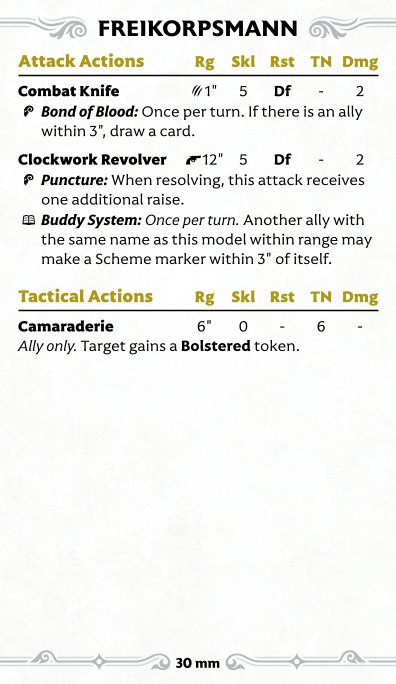 FREIKORPSMANN
Attack Actions Rg Skl Rst TN Dmg
Combat Knife 1" 5 Df - 2
Bond of Blood: Once per turn. If there is an ally
within 3", draw a card.
Clockwork Revolver 12" 5 Df - 2
Puncture: When resolving, this attack receives
one additional raise.
Buddy System: Once per turn. Another ally with
the same name as this model within range may
make a Scheme marker within 3" of itself.
Tactical Actions Rg Skl Rst TN Dmg
Camaraderie 6" 0 - 6 -
Ally only. Target gains a Bolstered token.
30 mm